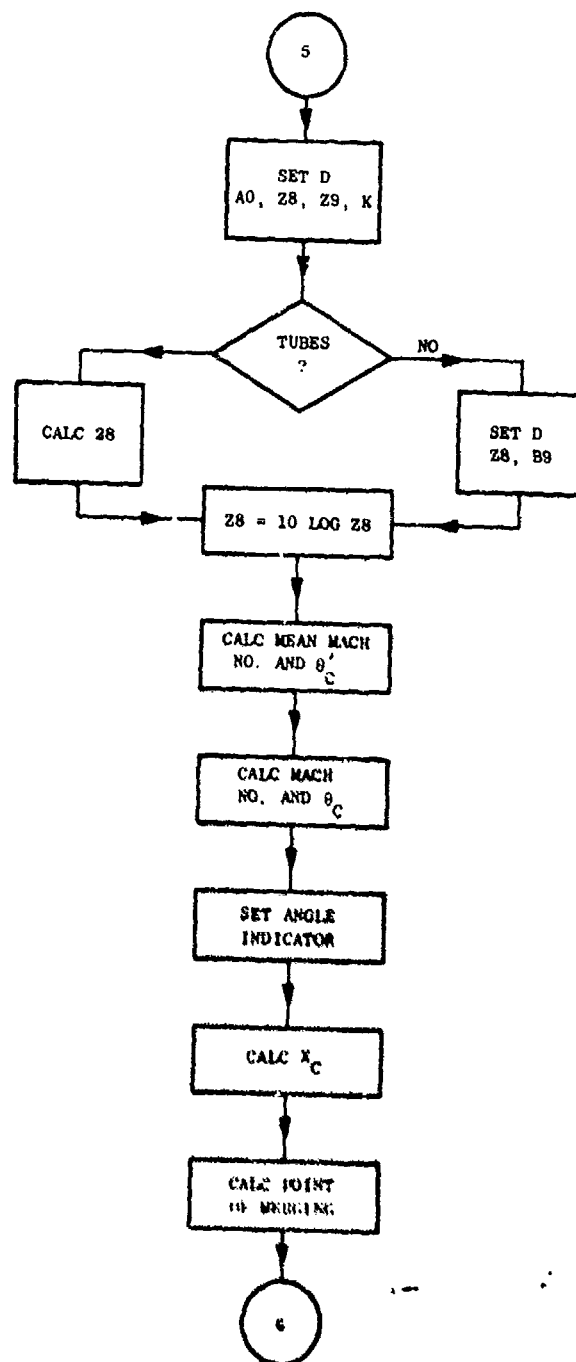 5
SET D
A0, Z8, Z9, K
TUBES
?
NO
CALC 28
SET D
Z8, B9
Z8 = 10 LOG Z8
CALC MEAN MACH
NO. AND θ'C
CALC MACH
NO. AND θC
SET ANGLE
INDICATOR
CALC XC
CALC POINT
OF MERGING
6